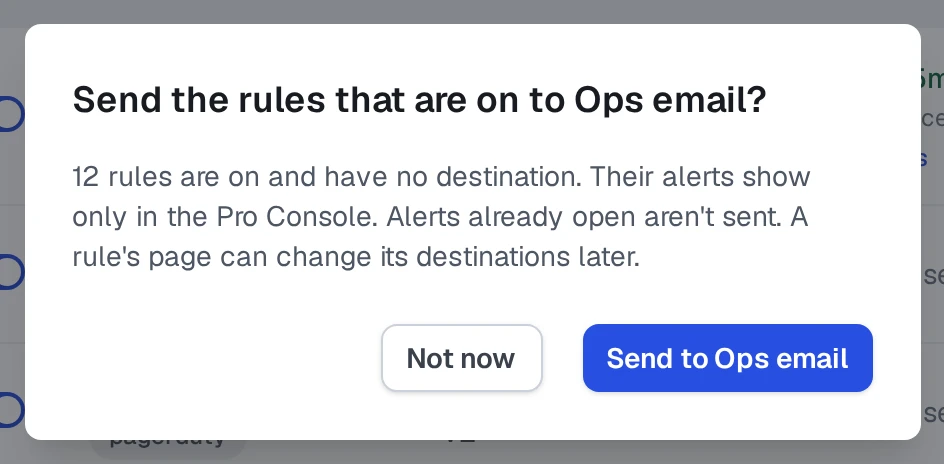 Send the rules that are on to Ops email?
12 rules are on and have no destination. Their alerts show
only in the Pro Console. Alerts already open aren't sent. A
rule's page can change its destinations later.
Not now
Send to Ops email